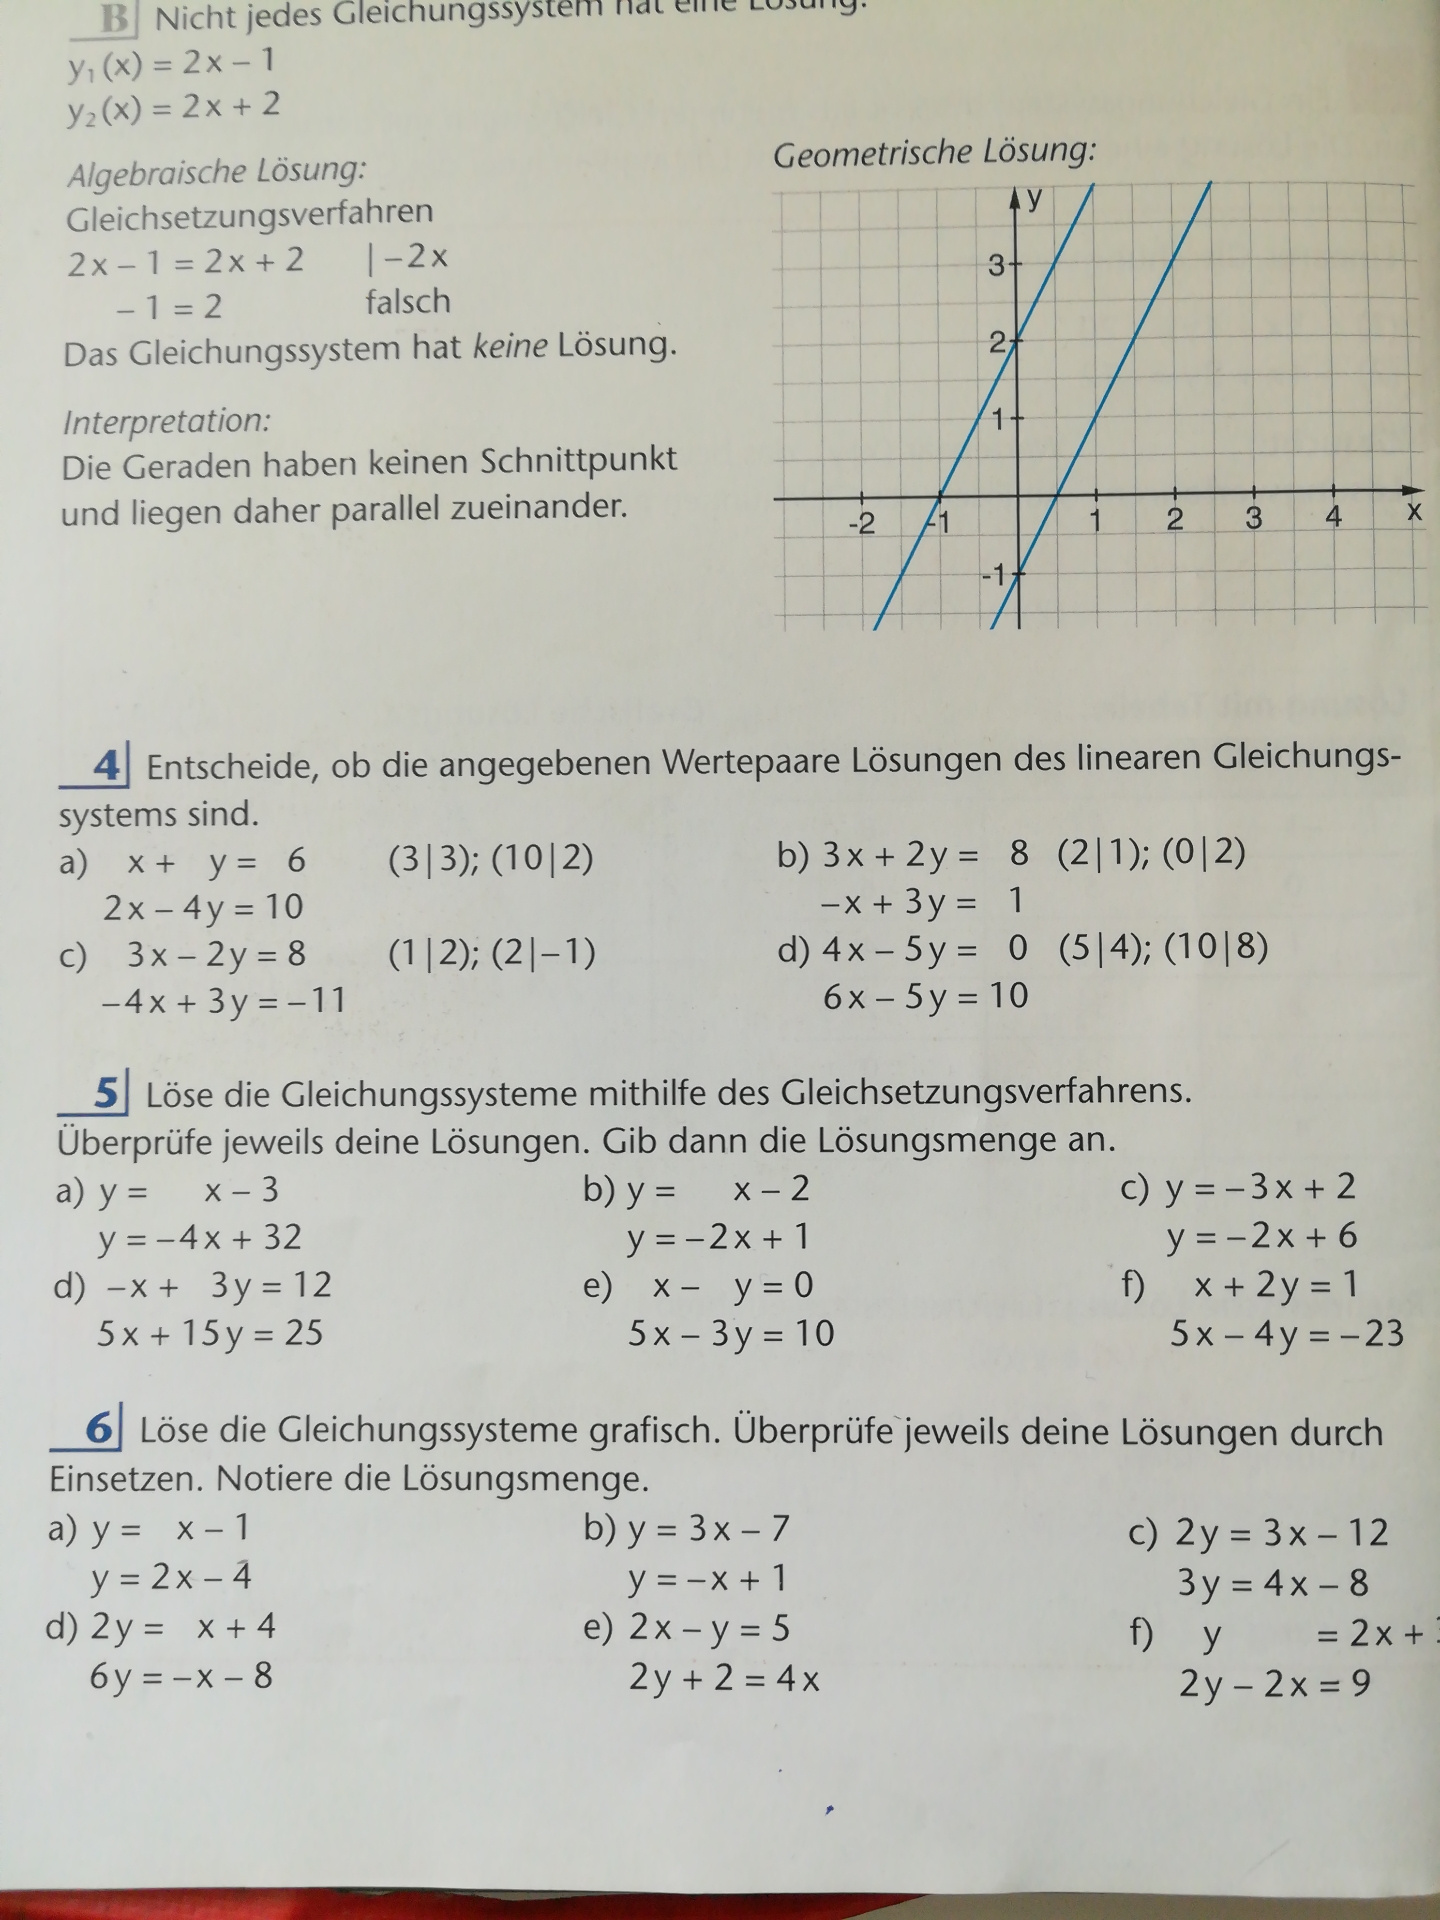 B Nicht jedes Gleichungssystem hat eine Lösung.
y₁(x) = 2x – 1
y₂(x) = 2x + 2
Algebraische Lösung:
Gleichsetzungsverfahren
2x – 1 = 2x + 2 | –2x
– 1 = 2 falsch
Das Gleichungssystem hat keine Lösung.
Interpretation:
Die Geraden haben keinen Schnittpunkt
und liegen daher parallel zueinander.
Geometrische Lösung:
y
3
2
1
-2 -1 1 2 3 4 x
-1
4 Entscheide, ob die angegebenen Wertepaare Lösungen des linearen Gleichungs-
systems sind.
a) x + y = 6 (3|3); (10|2) b) 3x + 2y = 8 (2|1); (0|2)
2x – 4y = 10 –x + 3y = 1
c) 3x – 2y = 8 (1|2); (2|–1) d) 4x – 5y = 0 (5|4); (10|8)
–4x + 3y = –11 6x – 5y = 10
5 Löse die Gleichungssysteme mithilfe des Gleichsetzungsverfahrens.
Überprüfe jeweils deine Lösungen. Gib dann die Lösungsmenge an.
a) y = x – 3 b) y = x – 2 c) y = –3x + 2
y = –4x + 32 y = –2x + 1 y = –2x + 6
d) –x + 3y = 12 e) x – y = 0 f) x + 2y = 1
5x + 15y = 25 5x – 3y = 10 5x – 4y = –23
6 Löse die Gleichungssysteme grafisch. Überprüfe jeweils deine Lösungen durch
Einsetzen. Notiere die Lösungsmenge.
a) y = x – 1 b) y = 3x – 7 c) 2y = 3x – 12
y = 2x – 4 y = –x + 1 3y = 4x – 8
d) 2y = x + 4 e) 2x – y = 5 f) y = 2x +
6y = –x – 8 2y + 2 = 4x 2y – 2x = 9